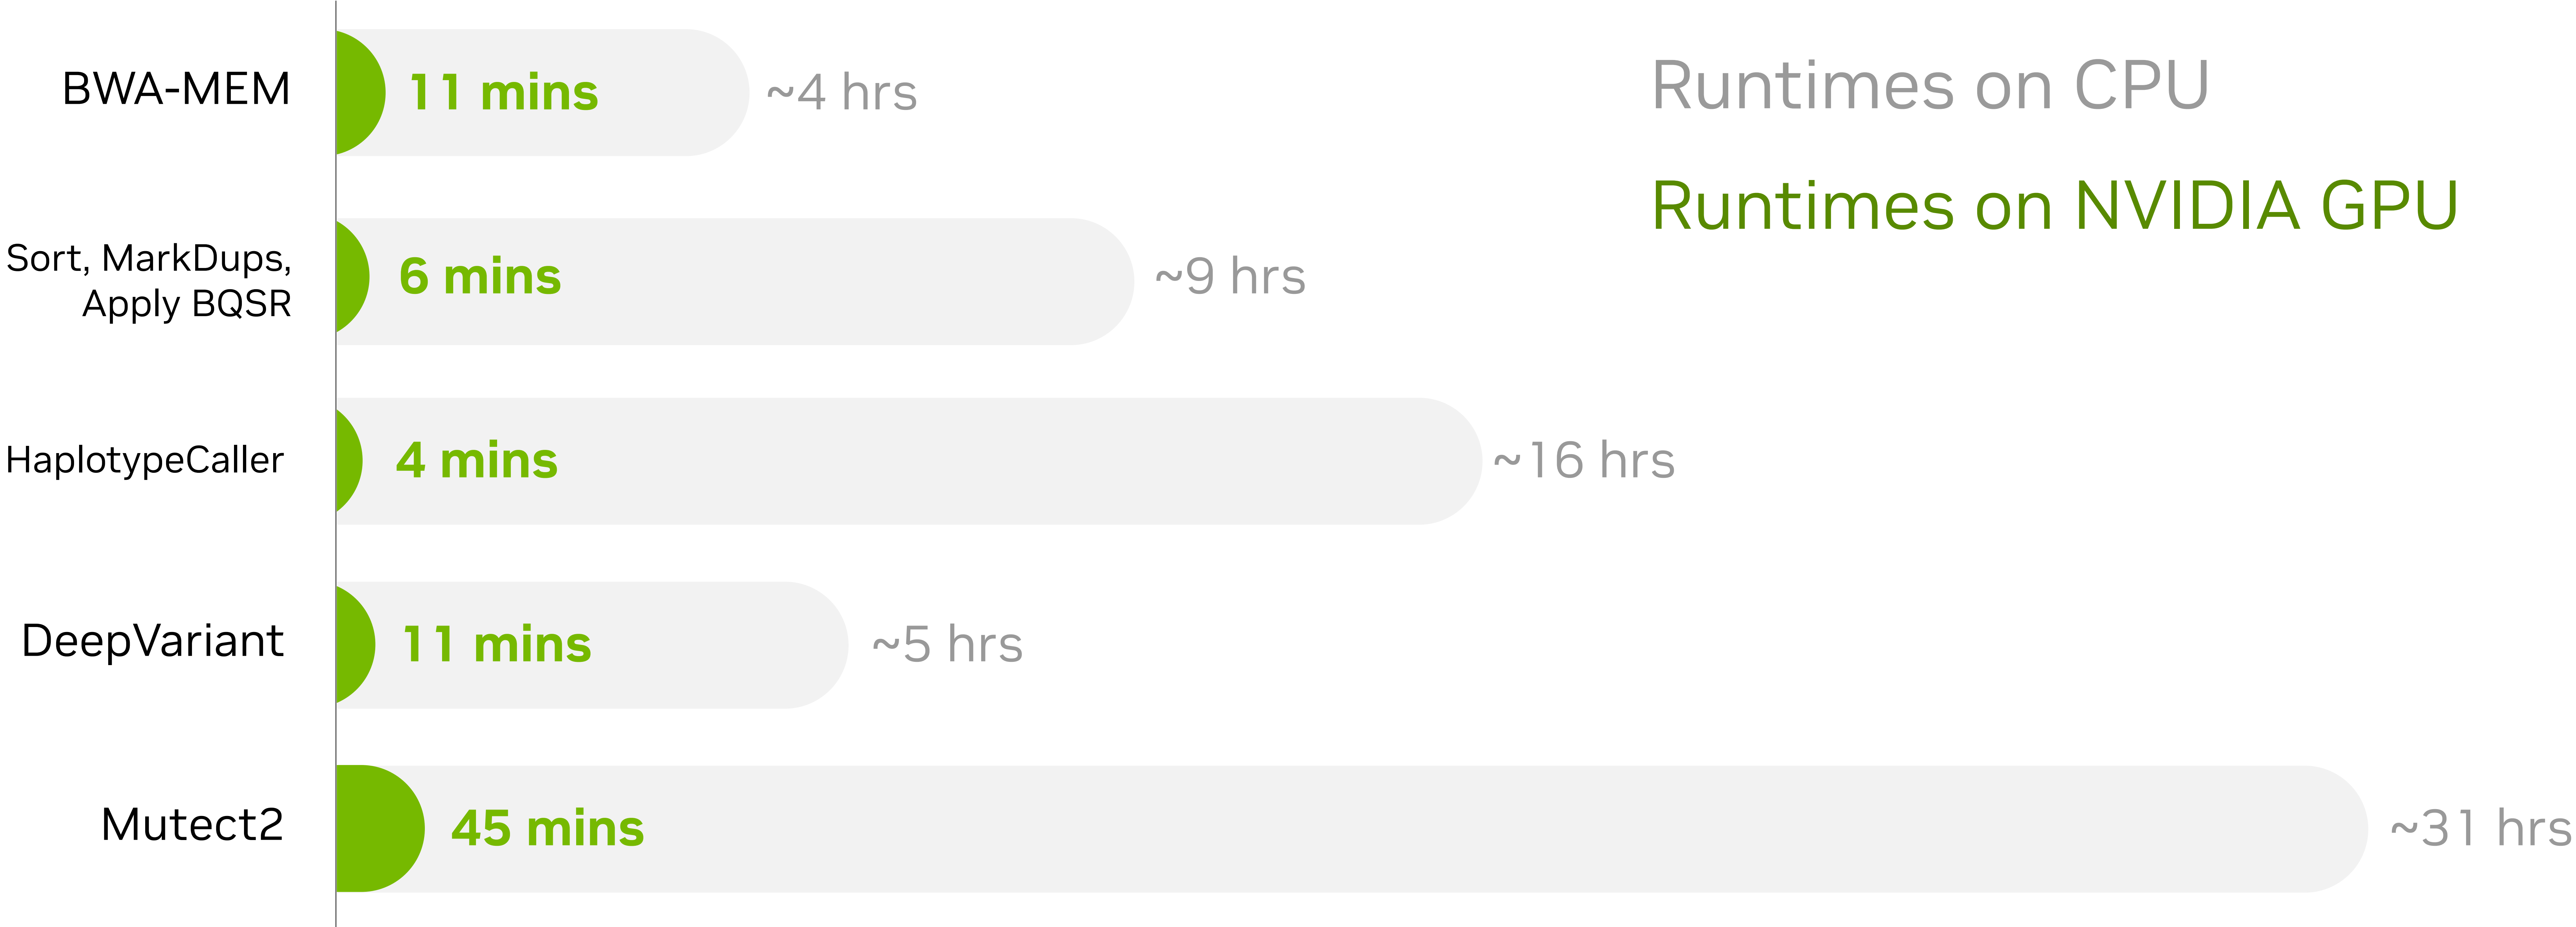 BWA-MEM
11 mins
~4 hrs
Runtimes on CPU
Runtimes on NVIDIA GPU
Sort, MarkDups,
Apply BQSR
6 mins
~9 hrs
HaplotypeCaller
4 mins
~16 hrs
DeepVariant
11 mins
~5 hrs
Mutect2
45 mins
~31 hrs